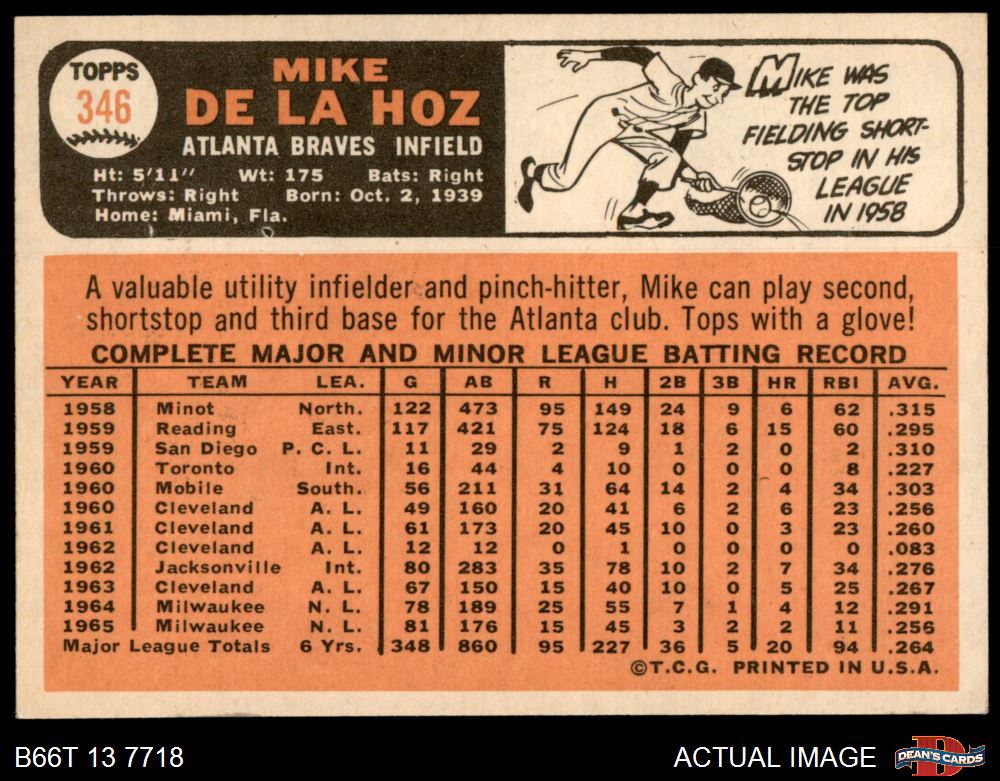 TOPPS
346
MIKE
DE LA HOZ
ATLANTA BRAVES INFIELD
Ht: 5'11" Wt: 175 Bats: Right
Throws: Right Born: Oct. 2, 1939
Home: Miami, Fla.
MIKE WAS
THE TOP
FIELDING SHORT-
STOP IN HIS
LEAGUE
IN 1958
A valuable utility infielder and pinch-hitter, Mike can play second,
shortstop and third base for the Atlanta club. Tops with a glove!
COMPLETE MAJOR AND MINOR LEAGUE BATTING RECORD
YEAR TEAM LEA. G AB R H 2B 3B HR RBI AVG.
1958 Minot North. 122 473 95 149 24 9 6 62 .315
1959 Reading East. 117 421 75 124 18 6 15 60 .295
1959 San Diego P. C. L. 11 29 2 9 1 2 0 2 .310
1960 Toronto Int. 16 44 4 10 0 0 0 8 .227
1960 Mobile South. 56 211 31 64 14 2 4 34 .303
1960 Cleveland A. L. 49 160 20 41 6 2 6 23 .256
1961 Cleveland A. L. 61 173 20 45 10 0 3 23 .260
1962 Cleveland A. L. 12 12 0 1 0 0 0 0 .083
1962 Jacksonville Int. 80 283 35 78 10 2 7 34 .276
1963 Cleveland A. L. 67 150 15 40 10 0 5 25 .267
1964 Milwaukee N. L. 78 189 25 55 7 1 4 12 .291
1965 Milwaukee N. L. 81 176 15 45 3 2 2 11 .256
Major League Totals 6 Yrs. 348 860 95 227 36 5 20 94 .264
©T.C.G. PRINTED IN U.S.A.
B66T 13 7718
ACTUAL IMAGE
D
DEAN'S CARDS